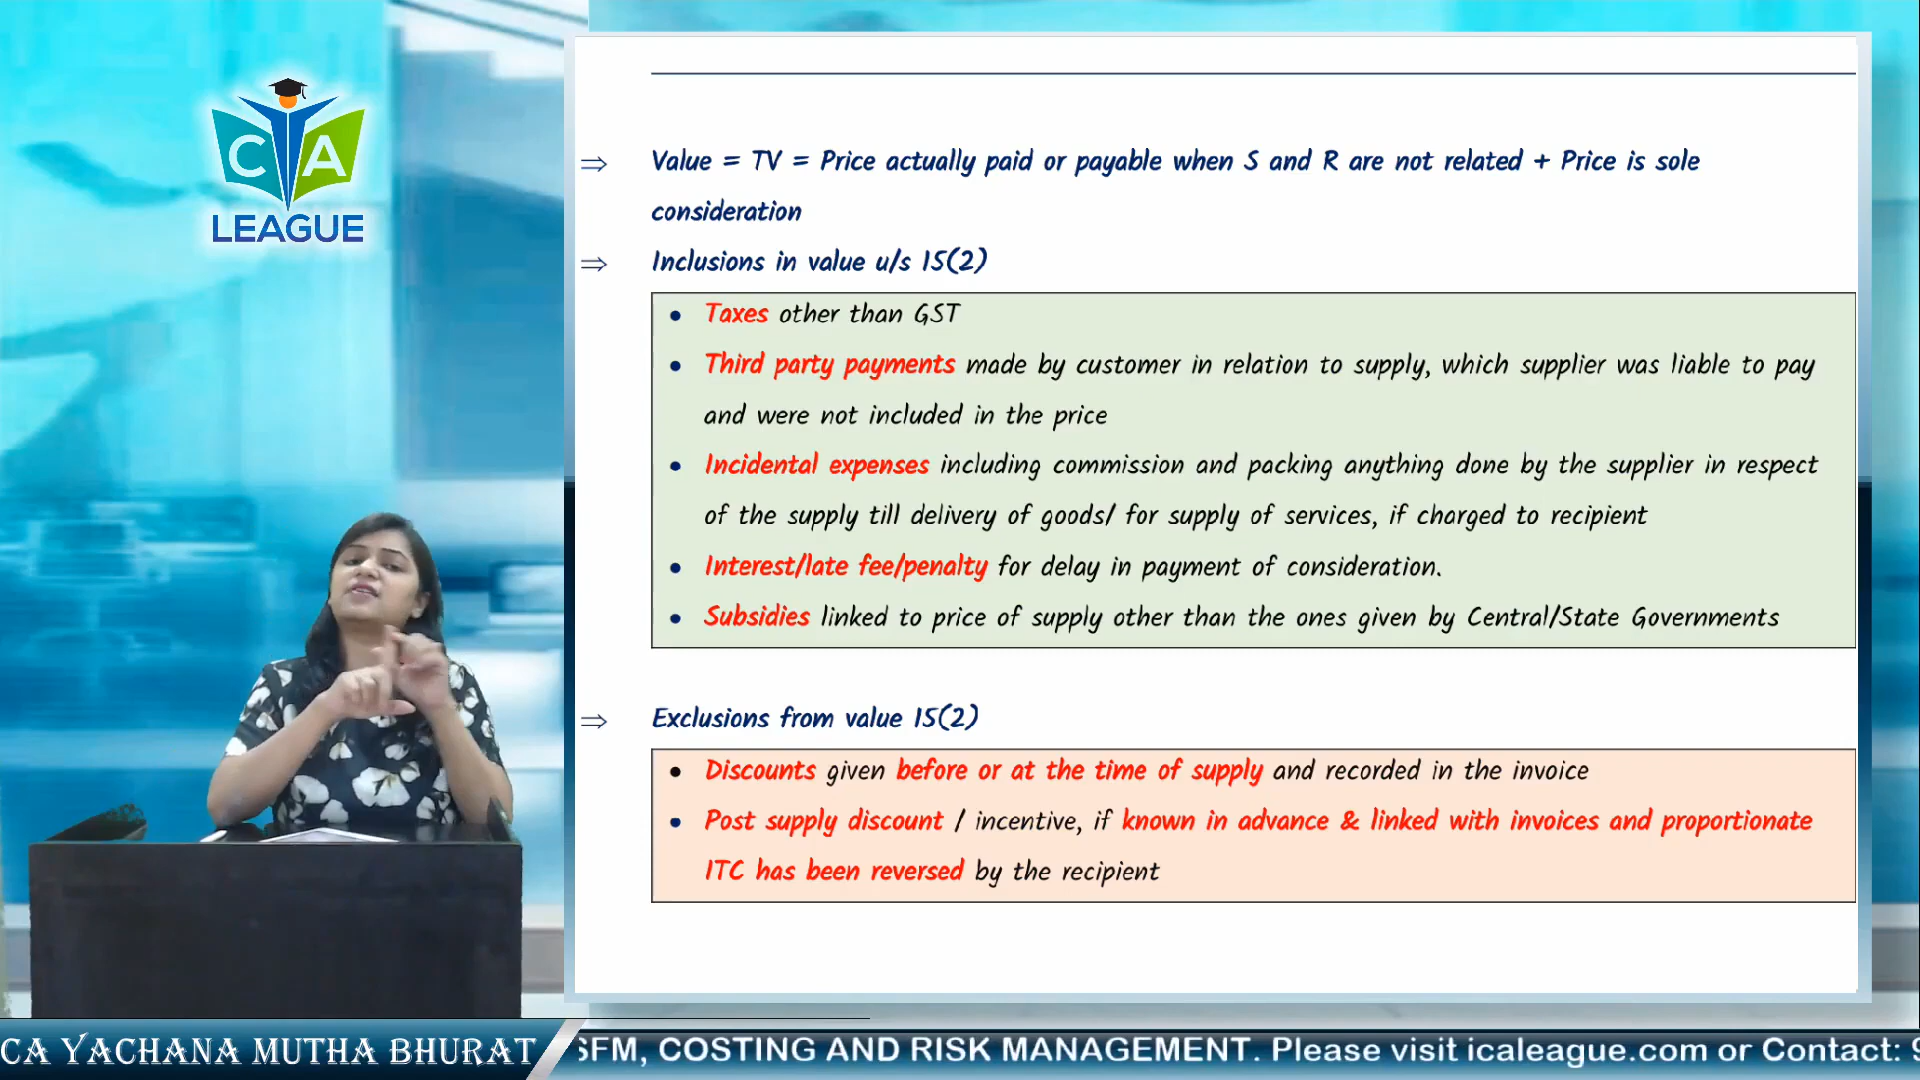 CA
LEAGUE
⇒ Value = TV = Price actually paid or payable when S and R are not related + Price is sole
consideration
⇒ Inclusions in value u/s 15(2)
• Taxes other than GST
• Third party payments made by customer in relation to supply, which supplier was liable to pay
and were not included in the price
• Incidental expenses including commission and packing anything done by the supplier in respect
of the supply till delivery of goods/ for supply of services, if charged to recipient
• Interest/late fee/penalty for delay in payment of consideration.
• Subsidies linked to price of supply other than the ones given by Central/State Governments
⇒ Exclusions from value 15(2)
• Discounts given before or at the time of supply and recorded in the invoice
• Post supply discount / incentive, if known in advance & linked with invoices and proportionate
ITC has been reversed by the recipient
CA YACHANA MUTHA BHURAT
SFM, COSTING AND RISK MANAGEMENT. Please visit icaleague.com or Contact: 9